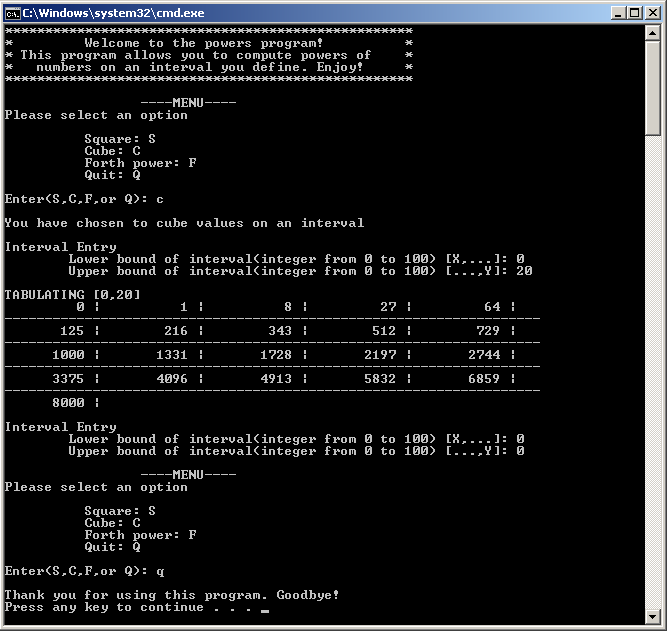 C:\Windows\system32\cmd.exe
***************************************************
*         Welcome to the powers program!          *
* This program allows you to compute powers of    *
*   numbers on an interval you define. Enjoy!     *
***************************************************
----MENU----
Please select an option
Square: S
Cube: C
Forth power: F
Quit: Q
Enter(S,C,F,or Q): c
You have chosen to cube values on an interval
Interval Entry
Lower bound of interval(integer from 0 to 100) [X,...]: 0
Upper bound of interval(integer from 0 to 100) [...,Y]: 20
TABULATING [0,20]
0 ¦ 1 ¦ 8 ¦ 27 ¦ 64 ¦
-------------------------------------------------------------------
125 ¦ 216 ¦ 343 ¦ 512 ¦ 729 ¦
-------------------------------------------------------------------
1000 ¦ 1331 ¦ 1728 ¦ 2197 ¦ 2744 ¦
-------------------------------------------------------------------
3375 ¦ 4096 ¦ 4913 ¦ 5832 ¦ 6859 ¦
-------------------------------------------------------------------
8000 ¦
Interval Entry
Lower bound of interval(integer from 0 to 100) [X,...]: 0
Upper bound of interval(integer from 0 to 100) [...,Y]: 0
----MENU----
Please select an option
Square: S
Cube: C
Forth power: F
Quit: Q
Enter(S,C,F,or Q): q
Thank you for using this program. Goodbye!
Press any key to continue . . . _